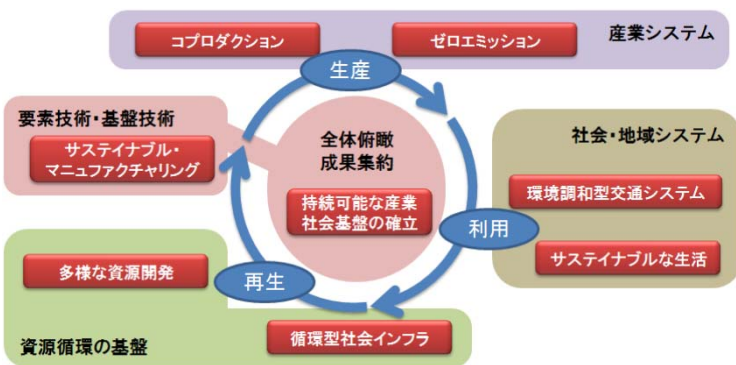 コプロダクション
ゼロエミッション
産業システム
生産
要素技術・基盤技術
サステイナブル・
マニュファクチャリング
全体俯瞰
成果集約
持続可能な産業
社会基盤の確立
社会・地域システム
環境調和型交通システム
利用
サステイナブルな生活
多様な資源開発
再生
循環型社会インフラ
資源循環の基盤